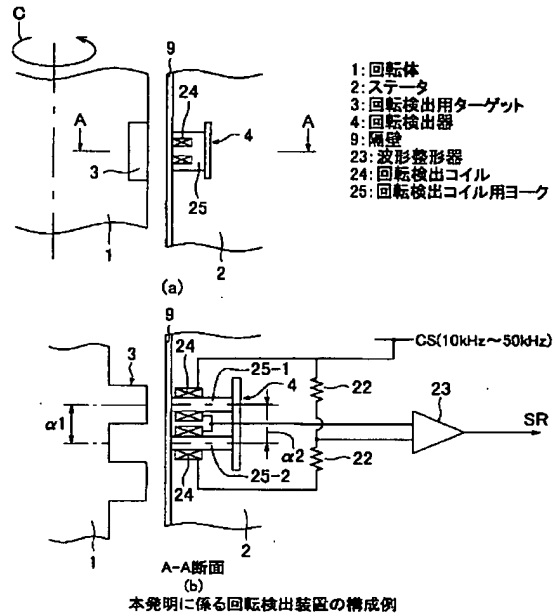 C
9
24
4
A
A
3
25
1
2
(a)
1:回転体
2:ステータ
3:回転検出用ターゲット
4:回転検出器
9:隔壁
23:波形整形器
24:回転検出コイル
25:回転検出コイル用ヨーク
9
CS(10kHz～50kHz)
3
24
25-1
4
22
23
SR
α1
α2
22
24
25-2
1
2
A-A断面
(b)
本発明に係る回転検出装置の構成例